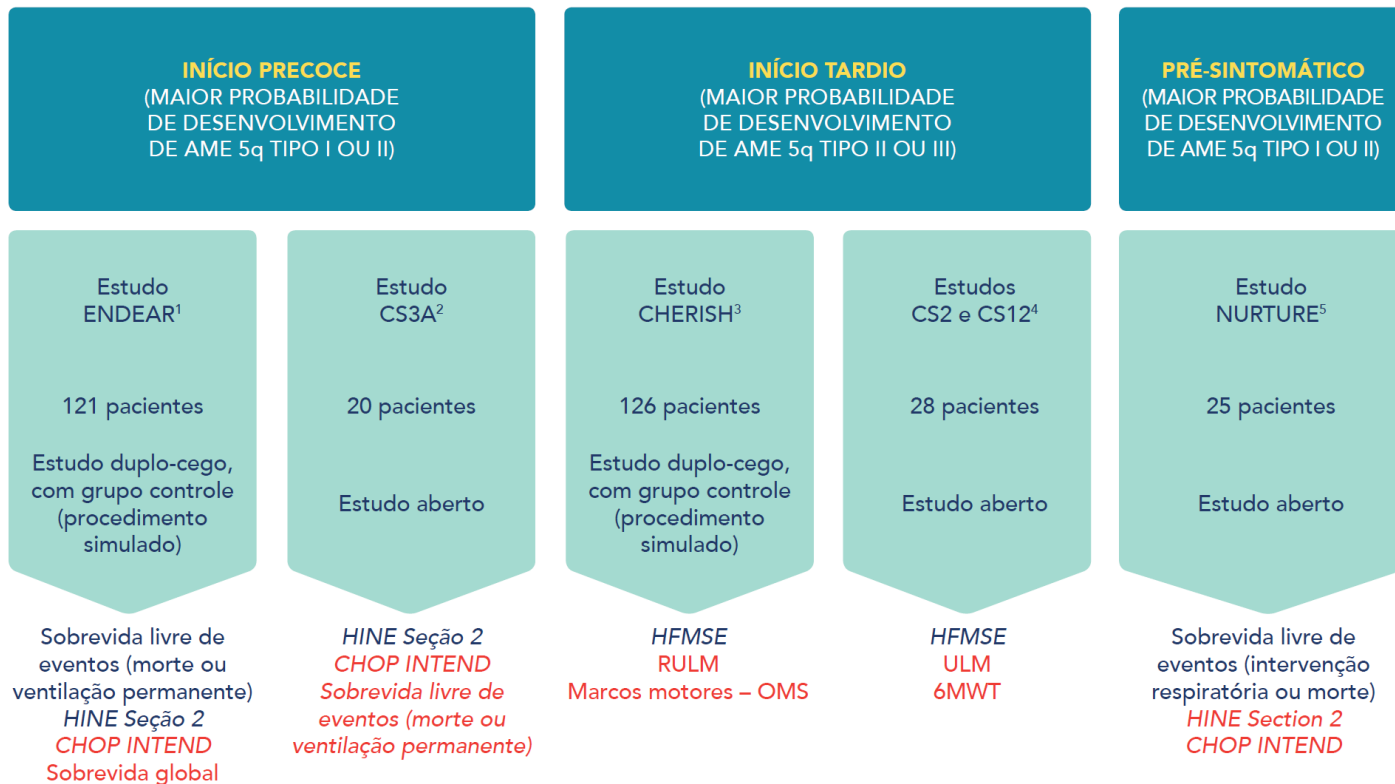 INÍCIO PRECOCE
(MAIOR PROBABILIDADE
DE DESENVOLVIMENTO
DE AME 5q TIPO I OU II)
INÍCIO TARDIO
(MAIOR PROBABILIDADE
DE DESENVOLVIMENTO
DE AME 5q TIPO II OU III)
PRÉ-SINTOMÁTICO
(MAIOR PROBABILIDADE
DE DESENVOLVIMENTO
DE AME 5q TIPO I OU II)
Estudo
ENDEAR¹
121 pacientes
Estudo duplo-cego,
com grupo controle
(procedimento
simulado)
Sobrevida livre de
eventos (morte ou
ventilação permanente)
HINE Seção 2
CHOP INTEND
Sobrevida global
Estudo
CS3A²
20 pacientes
Estudo aberto
HINE Seção 2
CHOP INTEND
Sobrevida livre de
eventos (morte ou
ventilação permanente)
Estudo
CHERISH³
126 pacientes
Estudo duplo-cego,
com grupo controle
(procedimento
simulado)
HFMSE
RULM
Marcos motores – OMS
Estudos
CS2 e CS12⁴
28 pacientes
Estudo aberto
HFMSE
ULM
6MWT
Estudo
NURTURE⁵
25 pacientes
Estudo aberto
Sobrevida livre de
eventos (intervenção
respiratória ou morte)
HINE Section 2
CHOP INTEND